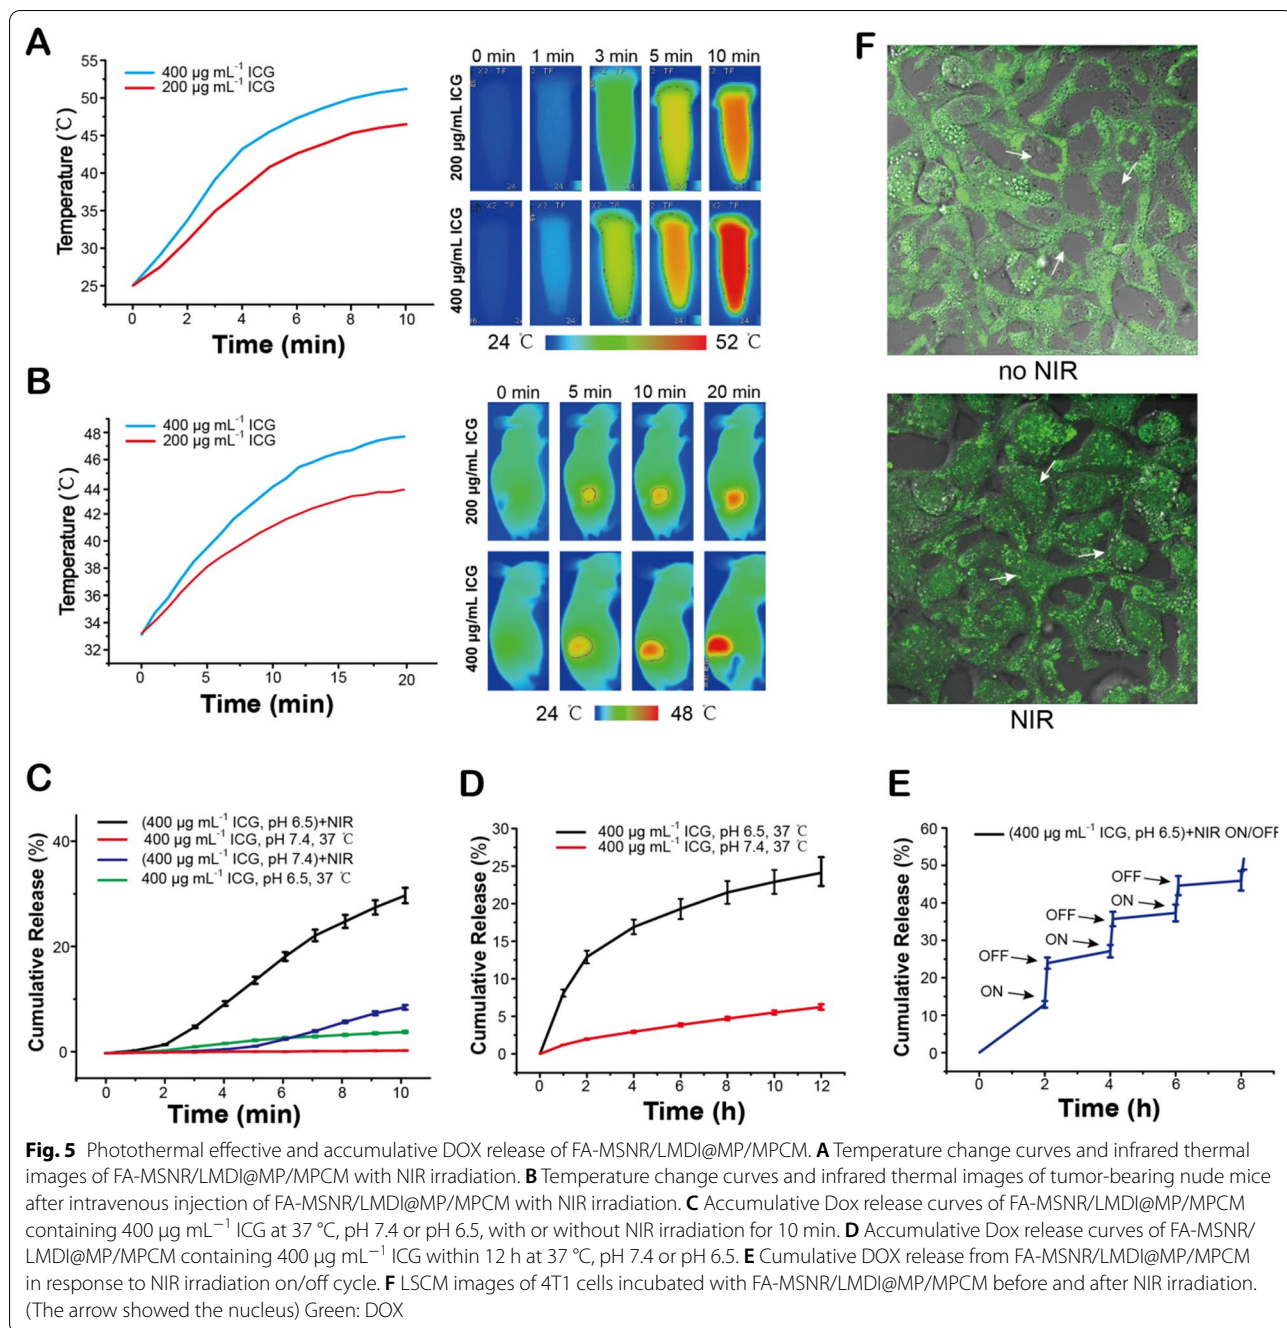 A
400 µg mL⁻¹ ICG
200 µg mL⁻¹ ICG
Temperature (℃)
55
50
45
40
35
30
25
0 2 4 6 8 10
Time (min)
0 min 1 min 3 min 5 min 10 min
200 µg/mL ICG
400 µg/mL ICG
24 ℃ 52 ℃
B
400 µg mL⁻¹ ICG
200 µg mL⁻¹ ICG
Temperature (℃)
48
46
44
42
40
38
36
34
32
0 5 10 15 20
Time (min)
0 min 5 min 10 min 20 min
200 µg/mL ICG
400 µg/mL ICG
24 ℃ 48 ℃
F
no NIR
NIR
C
(400 µg mL⁻¹ ICG, pH 6.5)+NIR
400 µg mL⁻¹ ICG, pH 7.4, 37 ℃
(400 µg mL⁻¹ ICG, pH 7.4)+NIR
400 µg mL⁻¹ ICG, pH 6.5, 37 ℃
Cumulative Release (%)
40
20
0
0 2 4 6 8 10
Time (min)
D
400 µg mL⁻¹ ICG, pH 6.5, 37 ℃
400 µg mL⁻¹ ICG, pH 7.4, 37 ℃
Cumulative Release (%)
30
25
20
15
10
5
0
0 2 4 6 8 10 12
Time (h)
E
(400 µg mL⁻¹ ICG, pH 6.5)+NIR ON/OFF
Cumulative Release (%)
60
50
40
30
20
10
0
OFF
ON
OFF
ON
OFF
ON
0 2 4 6 8
Time (h)
Fig. 5 Photothermal effective and accumulative DOX release of FA-MSNR/LMDI@MP/MPCM. A Temperature change curves and infrared thermal
images of FA-MSNR/LMDI@MP/MPCM with NIR irradiation. B Temperature change curves and infrared thermal images of tumor-bearing nude mice
after intravenous injection of FA-MSNR/LMDI@MP/MPCM with NIR irradiation. C Accumulative Dox release curves of FA-MSNR/LMDI@MP/MPCM
containing 400 µg mL⁻¹ ICG at 37 °C, pH 7.4 or pH 6.5, with or without NIR irradiation for 10 min. D Accumulative Dox release curves of FA-MSNR/
LMDI@MP/MPCM containing 400 µg mL⁻¹ ICG within 12 h at 37 °C, pH 7.4 or pH 6.5. E Cumulative DOX release from FA-MSNR/LMDI@MP/MPCM
in response to NIR irradiation on/off cycle. F LSCM images of 4T1 cells incubated with FA-MSNR/LMDI@MP/MPCM before and after NIR irradiation.
(The arrow showed the nucleus) Green: DOX